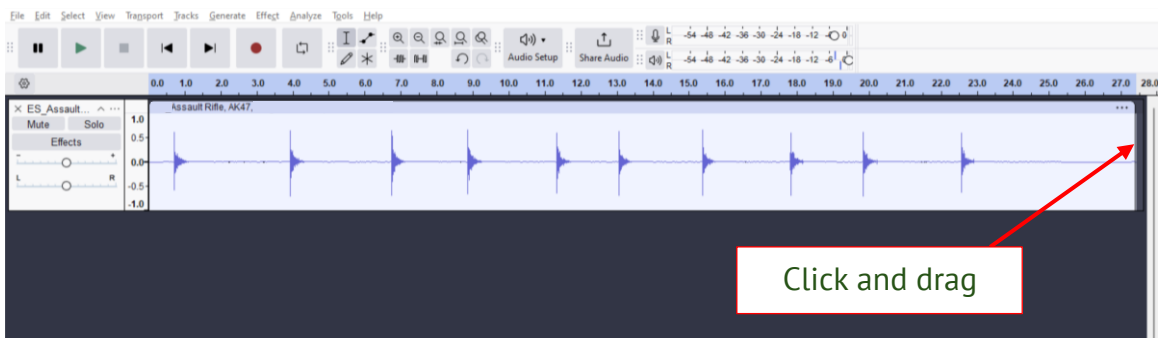 File Edit Select View Transport Tracks Generate Effect Analyze Tools Help
Audio Setup
Share Audio
L
R
-54 -48 -42 -36 -30 -24 -18 -12
L
R
-54 -48 -42 -36 -30 -24 -18 -12 -6
0.0 1.0 2.0 3.0 4.0 5.0 6.0 7.0 8.0 9.0 10.0 11.0 12.0 13.0 14.0 15.0 16.0 17.0 18.0 19.0 20.0 21.0 22.0 23.0 24.0 25.0 26.0 27.0 28.0
ES_Assault...
Assault Rifle, AK47,
Mute Solo
Effects
- +
L R
1.0
0.5
0.0
-0.5
-1.0
Click and drag